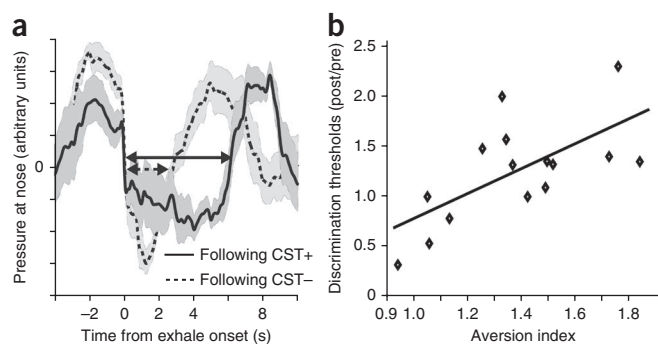 a
Pressure at nose (arbitrary units)
0
Following CST+
Following CST–
–2 0 2 4 6 8
Time from exhale onset (s)
b
Discrimination thresholds (post/pre)
2.5
2.0
1.5
1.0
0.5
0
0.9 1.0 1.2 1.4 1.6 1.8
Aversion index